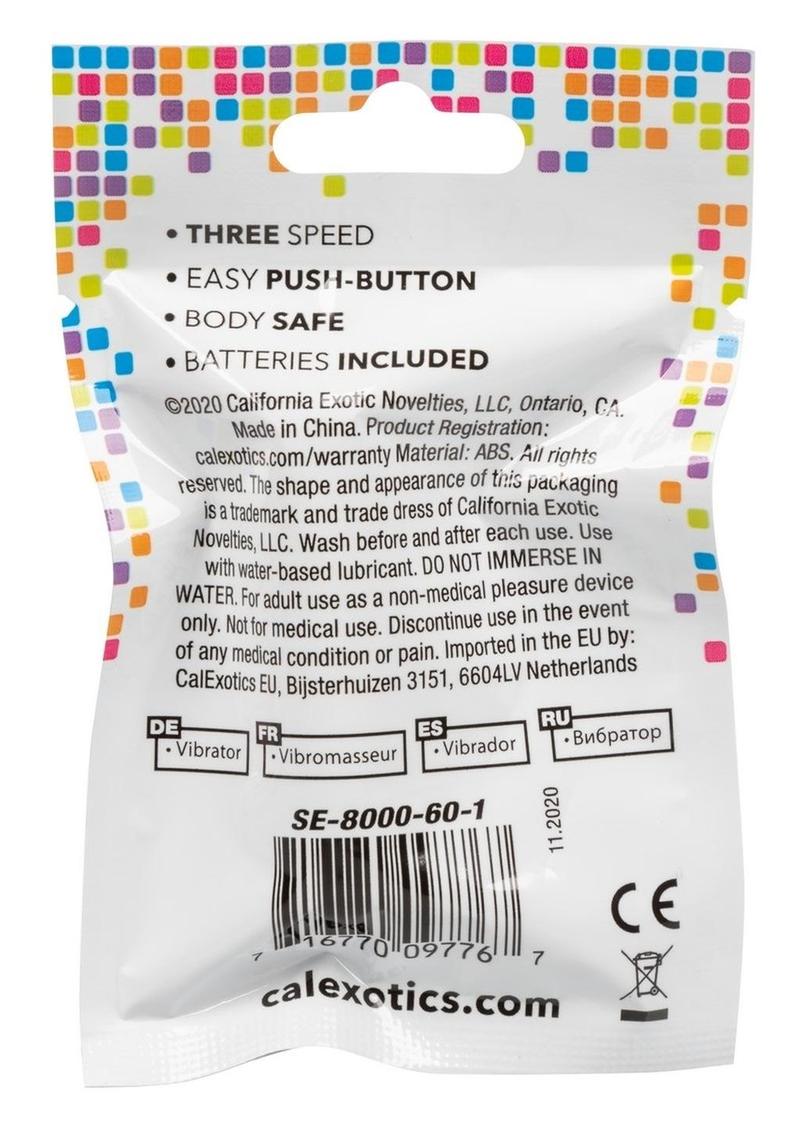 • THREE SPEED
• EASY PUSH-BUTTON
• BODY SAFE
• BATTERIES INCLUDED
©2020 California Exotic Novelties, LLC, Ontario, CA.
Made in China. Product Registration:
calexotics.com/warranty Material: ABS. All rights
reserved. The shape and appearance of this packaging
is a trademark and trade dress of California Exotic
Novelties, LLC. Wash before and after each use. Use
with water-based lubricant. DO NOT IMMERSE IN
WATER. For adult use as a non-medical pleasure device
only. Not for medical use. Discontinue use in the event
of any medical condition or pain. Imported in the EU by:
CalExotics EU, Bijsterhuizen 3151, 6604LV Netherlands
DE
• Vibrator
FR
• Vibromasseur
ES
• Vibrador
RU
• Вибратор
SE-8000-60-1
11.2020
7 16770 09776 7
CE
calexotics.com